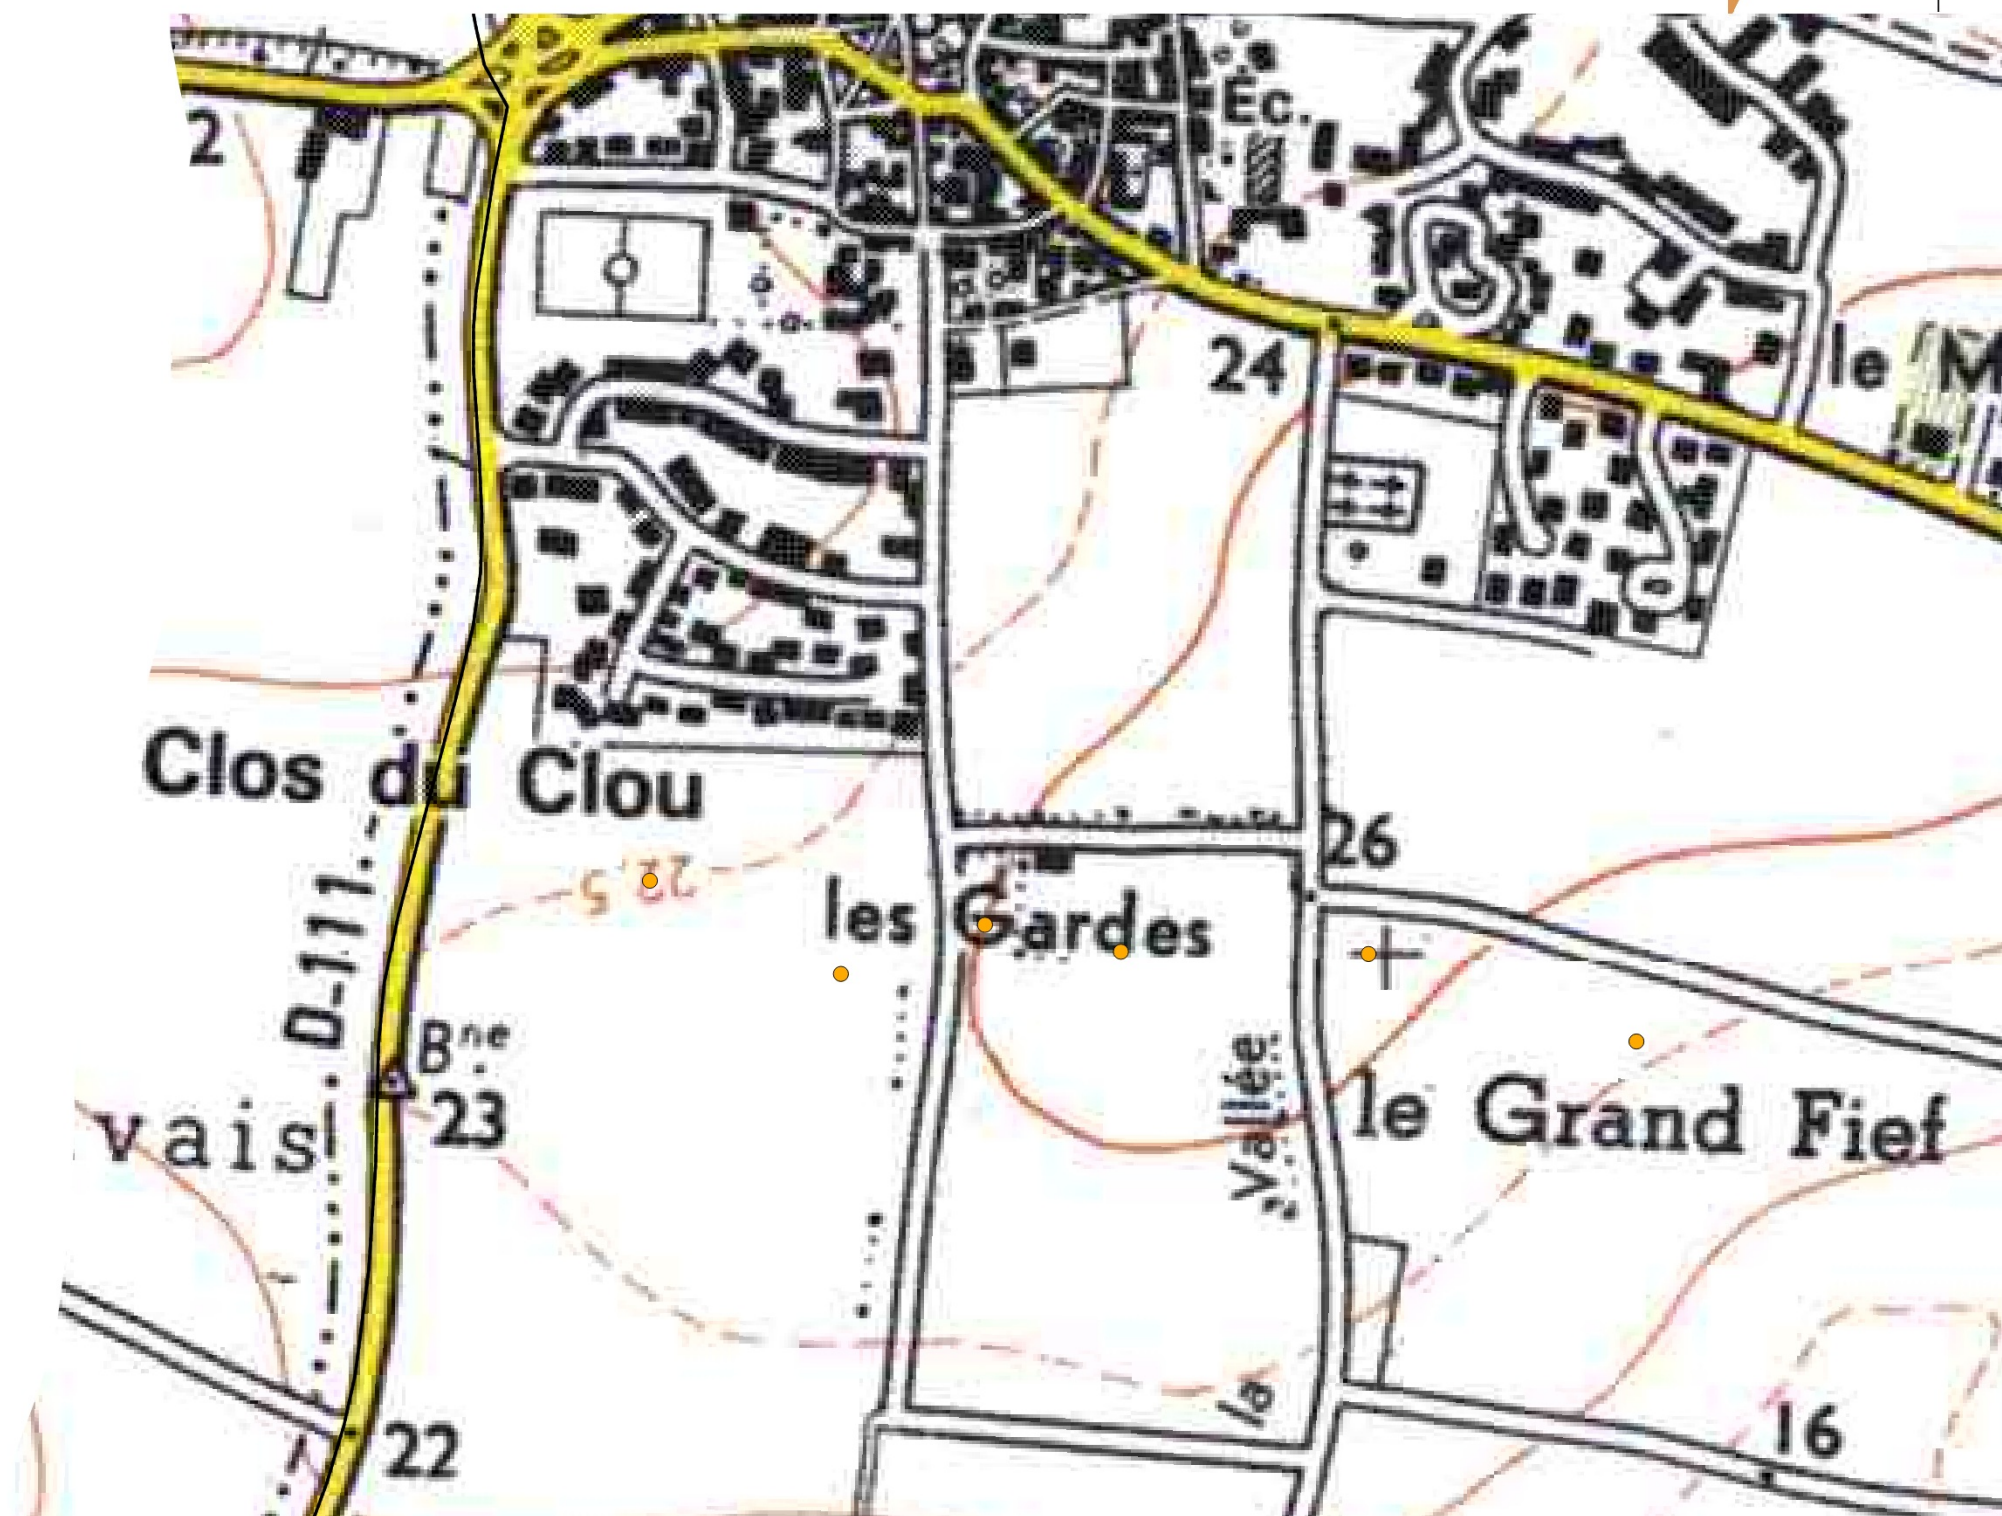 Ec.
2
24
le M
Clos du Clou
26
22,5
les Gardes
D-111
Bne
23
Vallée
le Grand Fief
vais
la
16
22